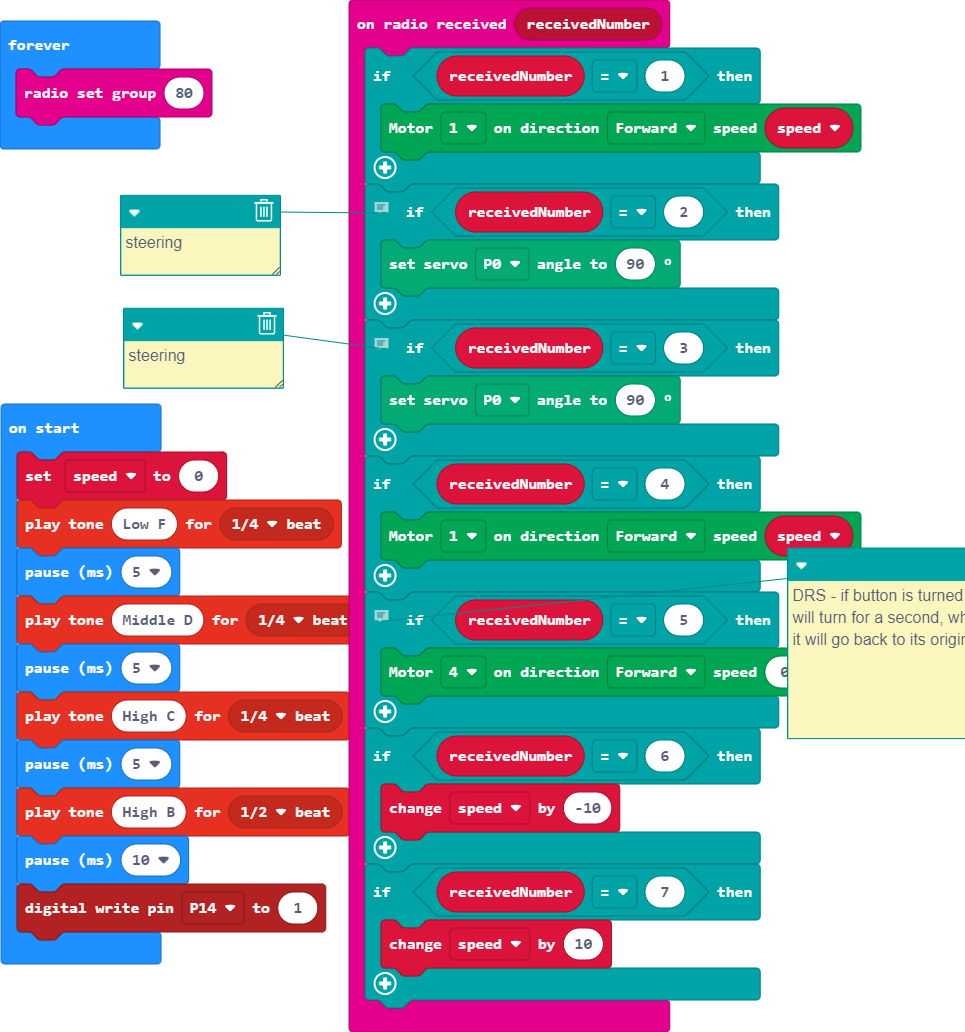 forever
radio set group 80
steering
steering
on start
set speed to 0
play tone Low F for 1/4 beat
pause (ms) 5
play tone Middle D for 1/4 beat
pause (ms) 5
play tone High C for 1/4 beat
pause (ms) 5
play tone High B for 1/2 beat
pause (ms) 10
digital write pin P14 to 1
on radio received receivedNumber
if receivedNumber = 1 then
Motor 1 on direction Forward speed speed
if receivedNumber = 2 then
set servo P0 angle to 90 °
if receivedNumber = 3 then
set servo P0 angle to 90 °
if receivedNumber = 4 then
Motor 1 on direction Forward speed speed
if receivedNumber = 5 then
Motor 4 on direction Forward speed 0
if receivedNumber = 6 then
change speed by -10
if receivedNumber = 7 then
change speed by 10
DRS - if button is turned
will turn for a second,
it will go back to its